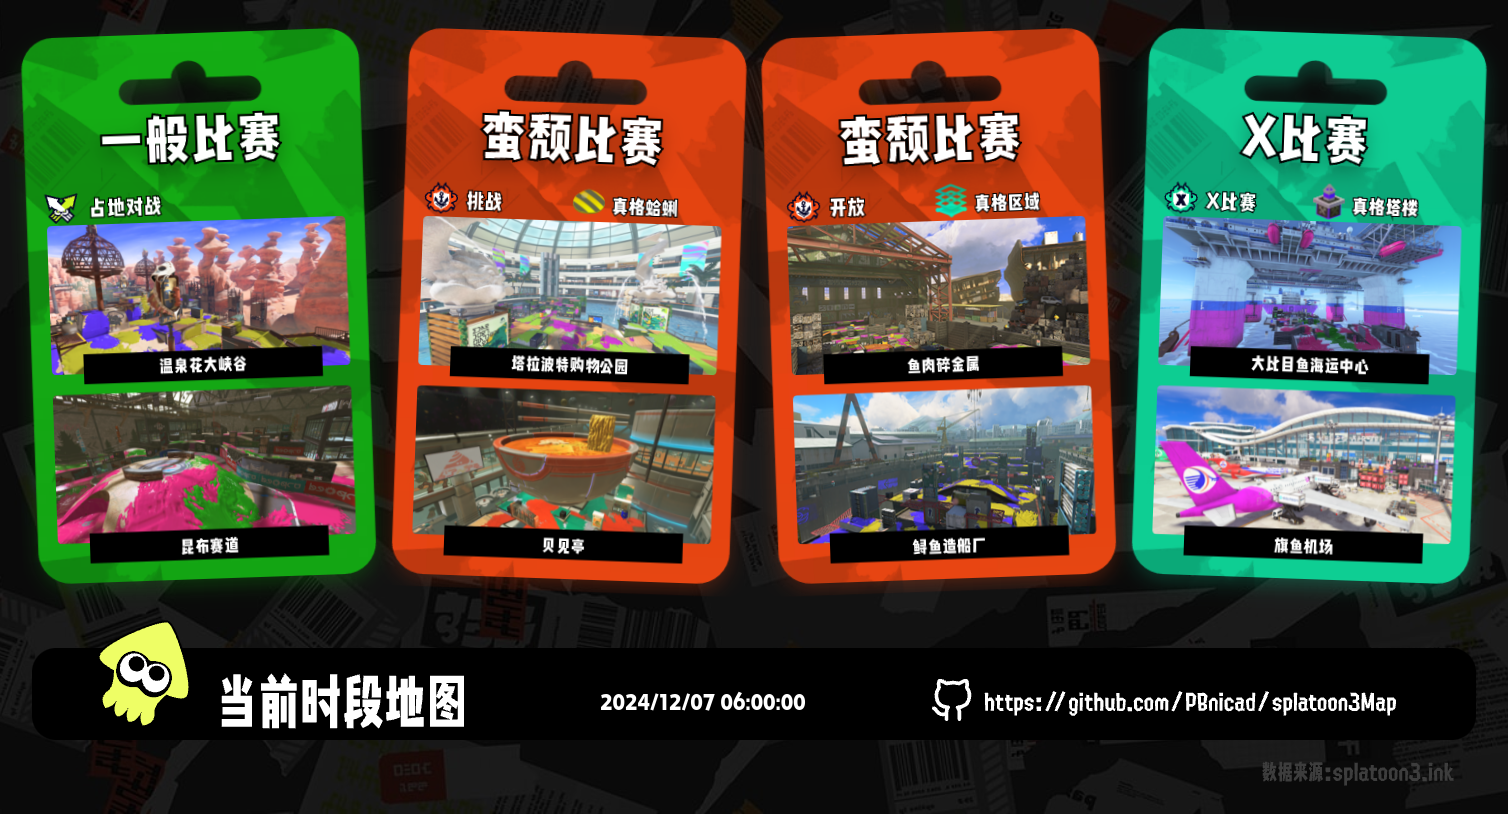 一般比赛
占地对战
温泉花大峡谷
昆布赛道
蛮颓比赛
挑战
真格蛤蜊
塔拉波特购物公园
贝见亭
蛮颓比赛
开放
真格区域
鱼肉碎金属
鲟鱼造船厂
X比赛
X比赛
真格塔楼
大比目鱼海运中心
旗鱼机场
当前时段地图
2024/12/07 06:00:00
https://github.com/PBnicad/splatoon3Map
数据来源:splatoon3.ink